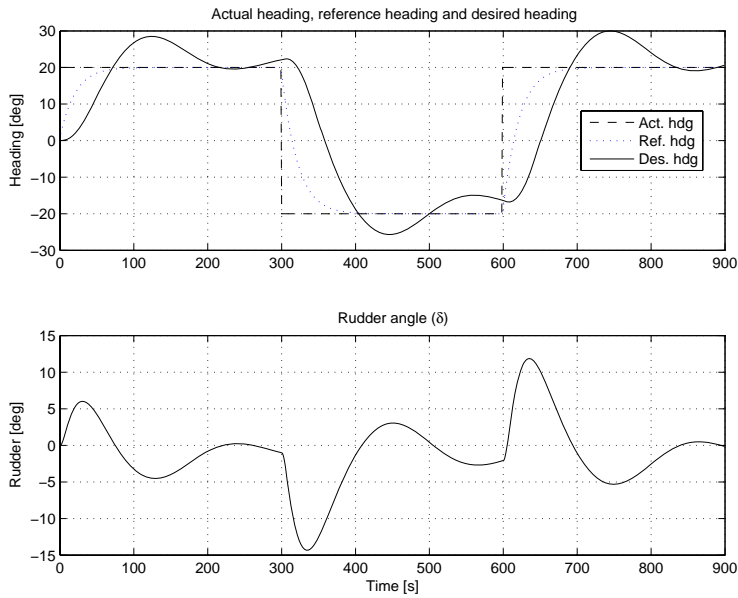 Actual heading, reference heading and desired heading
30
20
10
0
−10
−20
−30
Heading [deg]
Act. hdg
Ref. hdg
Des. hdg
0 100 200 300 400 500 600 700 800 900
Rudder angle (δ)
15
10
5
0
−5
−10
−15
Rudder [deg]
0 100 200 300 400 500 600 700 800 900
Time [s]